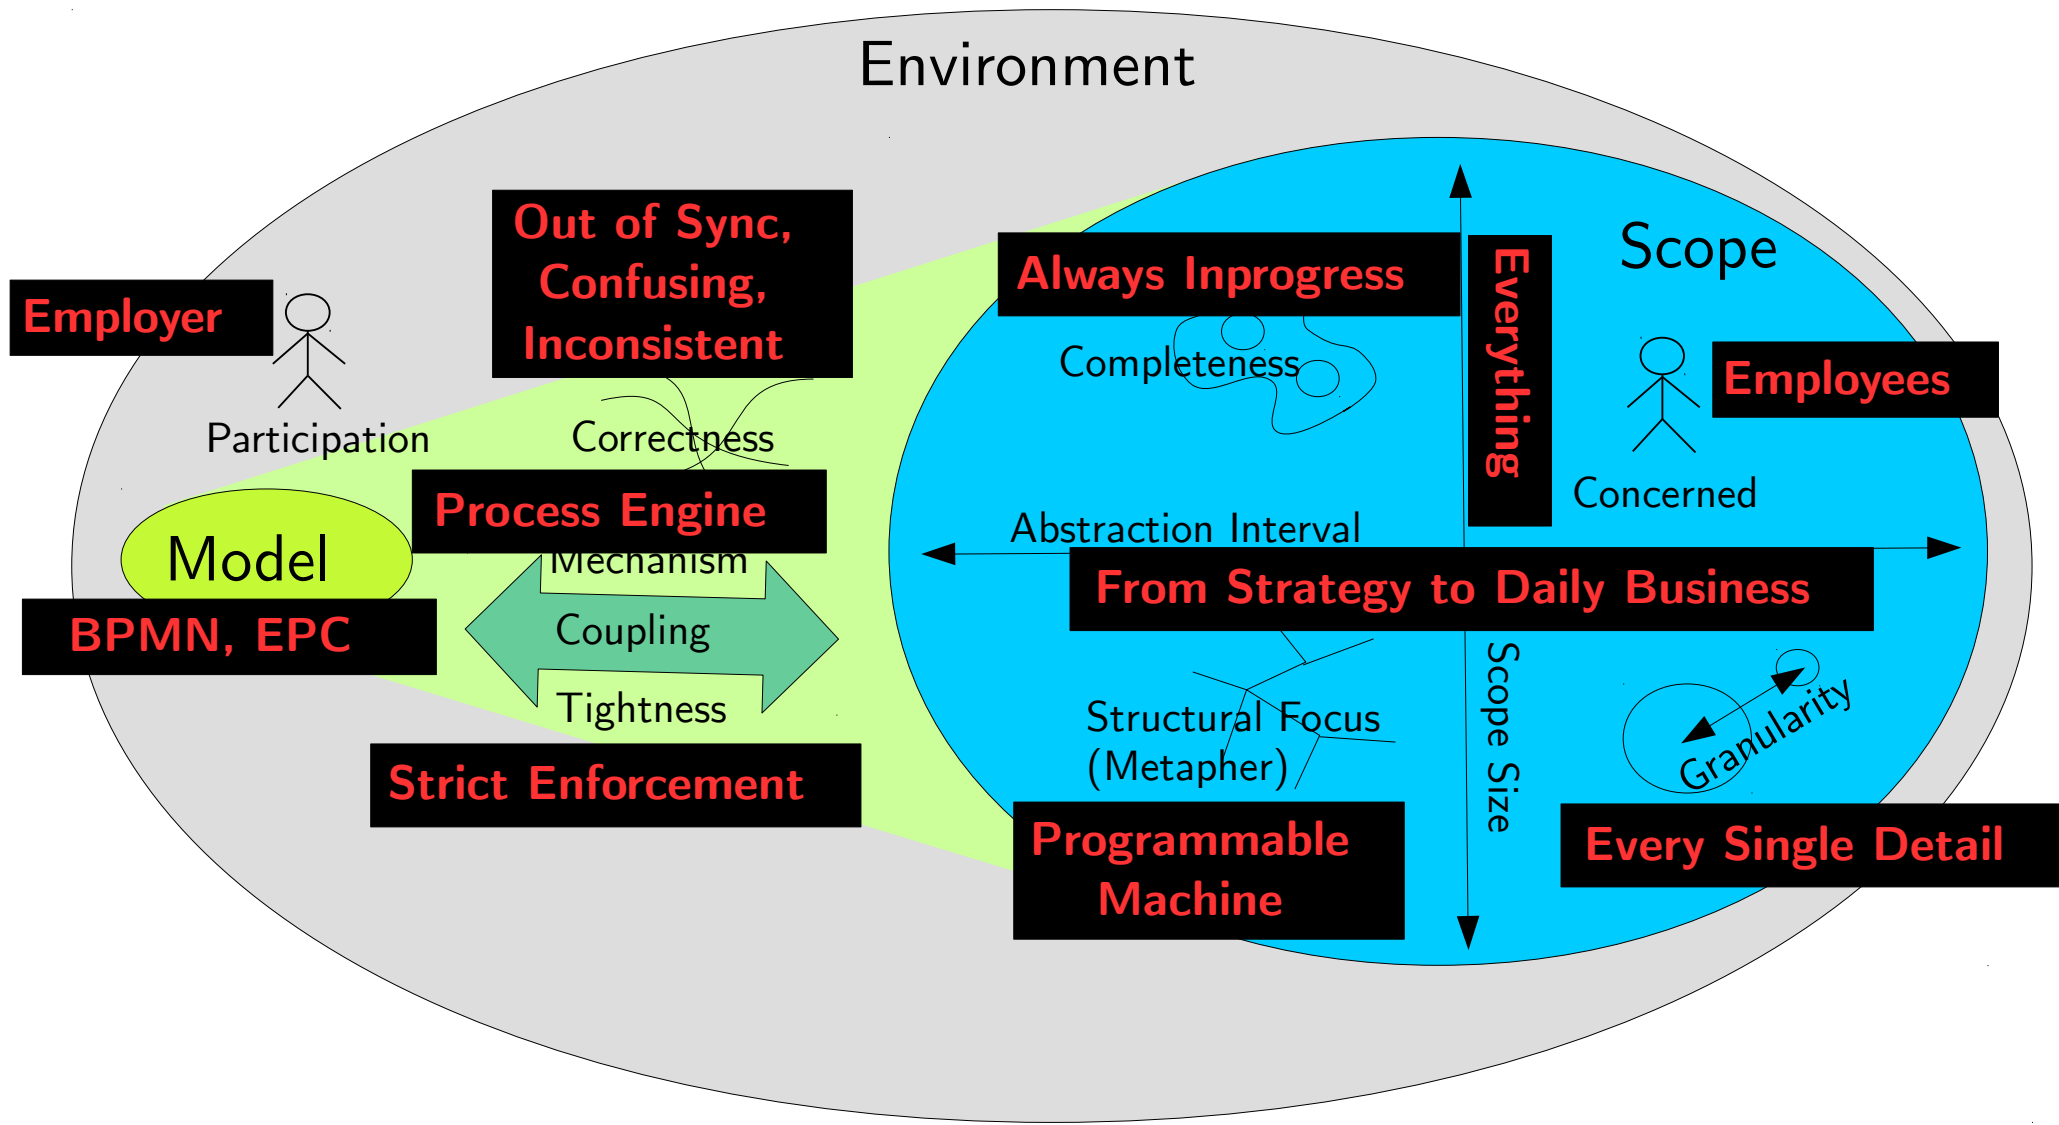 Environment
Scope
Out of Sync,
Confusing,
Inconsistent
Always Inprogress
Everything
Employer
Participation
Completeness
Employees
Concerned
Correctness
Process Engine
Model
Mechanism
Abstraction Interval
From Strategy to Daily Business
BPMN, EPC
Coupling
Tightness
Strict Enforcement
Structural Focus
(Metapher)
Scope Size
Granularity
Programmable
Machine
Every Single Detail